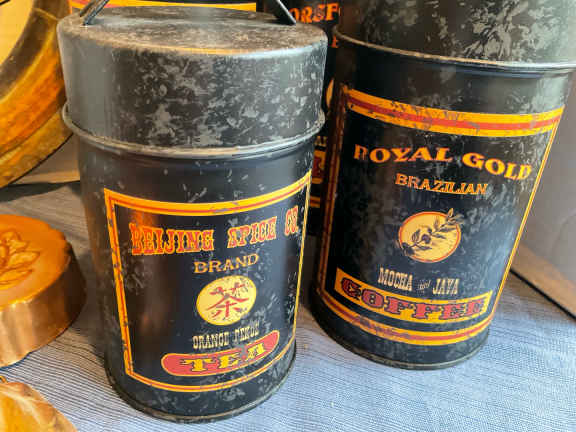 BEIJING SPICE CO.
BRAND
茶
ORANGE PEKOE
TEA
ROYAL GOLD
BRAZILIAN
MOCHA and JAVA
COFFEE